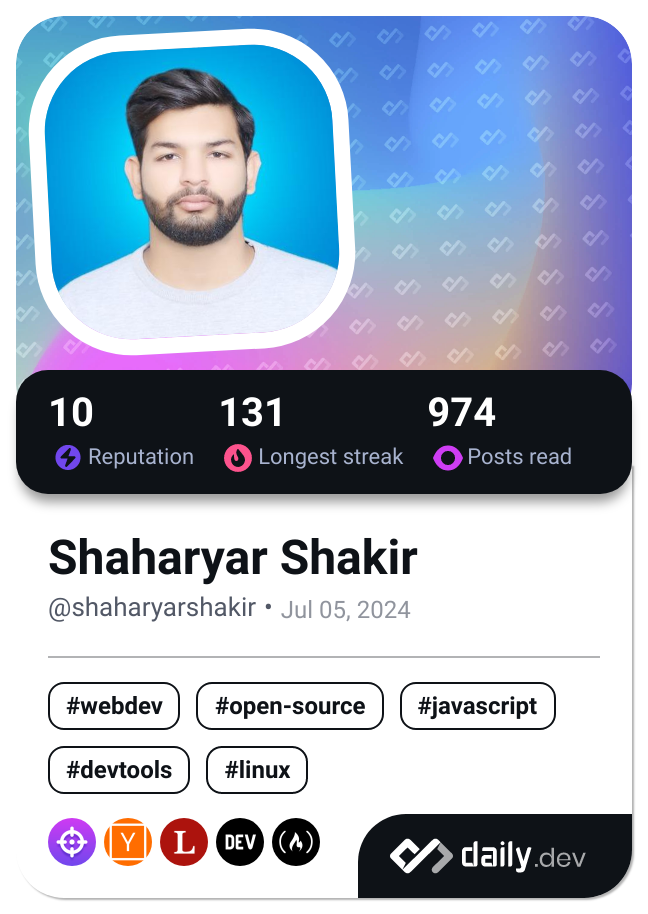 10 131 974
Reputation Longest streak Posts read
Shaharyar Shakir
@shaharyarshakir • Jul 05, 2024
#webdev #open-source #javascript
#devtools #linux
Y L DEV daily.dev